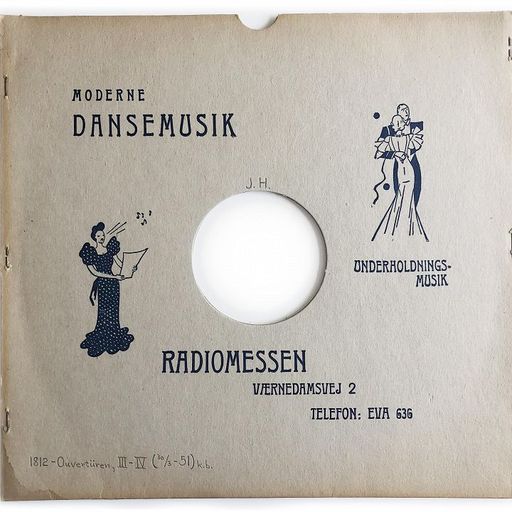 MODERNE
DANSEMUSIK
J. H.
UNDERHOLDNINGS-
MUSIK
RADIOMESSEN
VÆRNEDAMSVEJ 2
TELEFON: EVA 636
1812-Ouvertüren, III-IV (30/3-51) k.b.